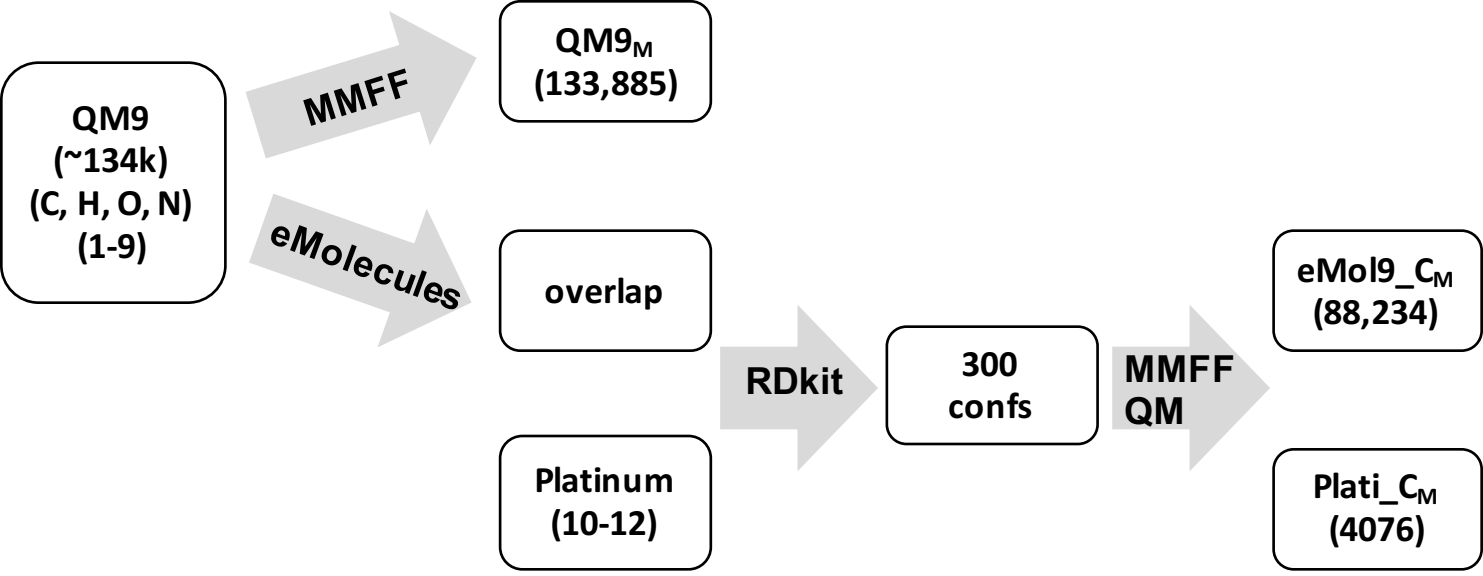 QM9
(~134k)
(C, H, O, N)
(1-9)
MMFF
QM9M
(133,885)
eMolecules
overlap
Platinum
(10-12)
RDkit
300
confs
MMFF
QM
eMol9_CM
(88,234)
Plati_CM
(4076)